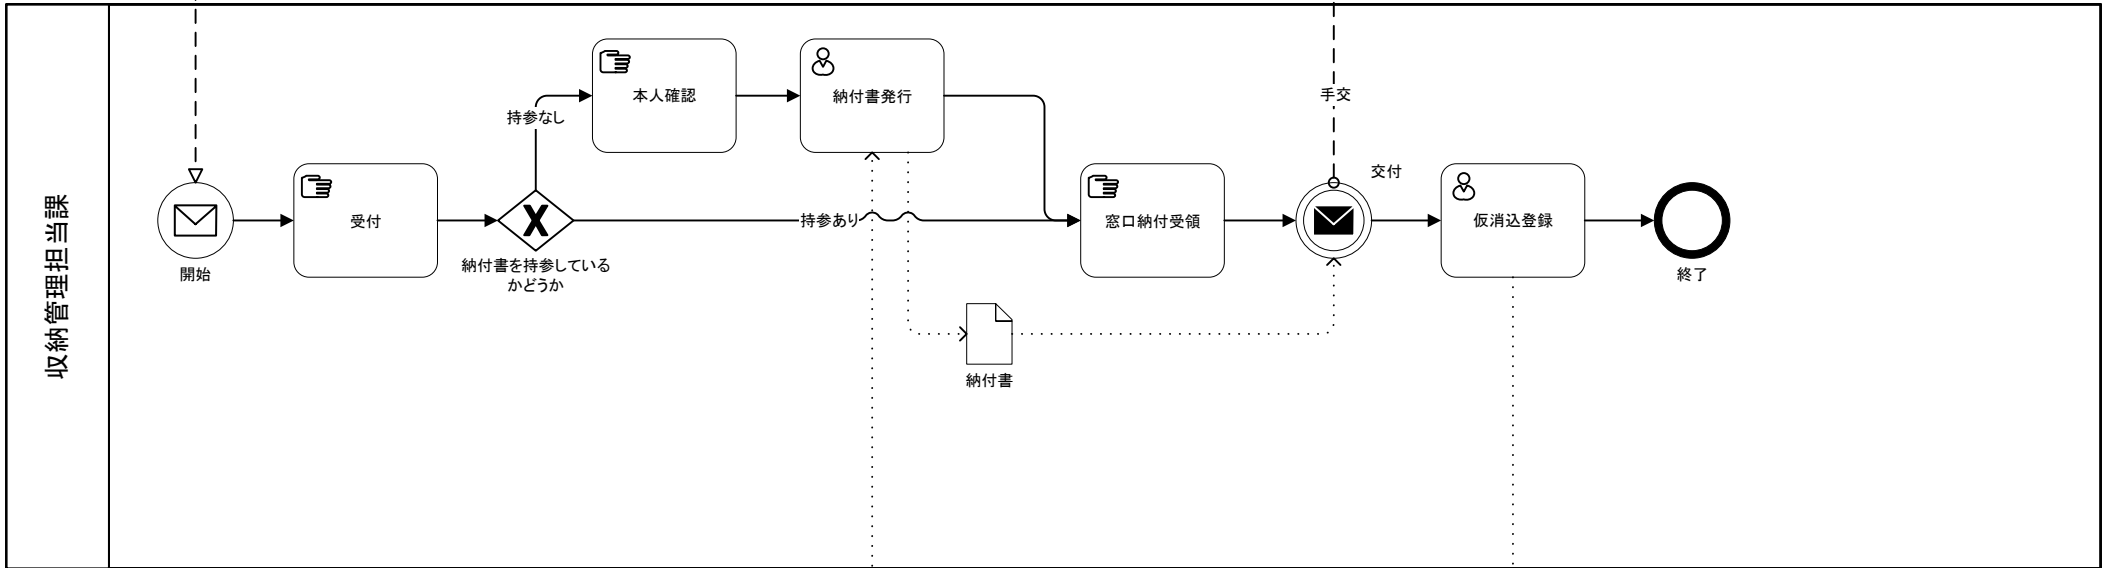 収納管理担当課
開始
受付
納付書を持参している
かどうか
持参なし
本人確認
納付書発行
持参あり
納付書
窓口納付受領
手交
交付
仮消込登録
終了